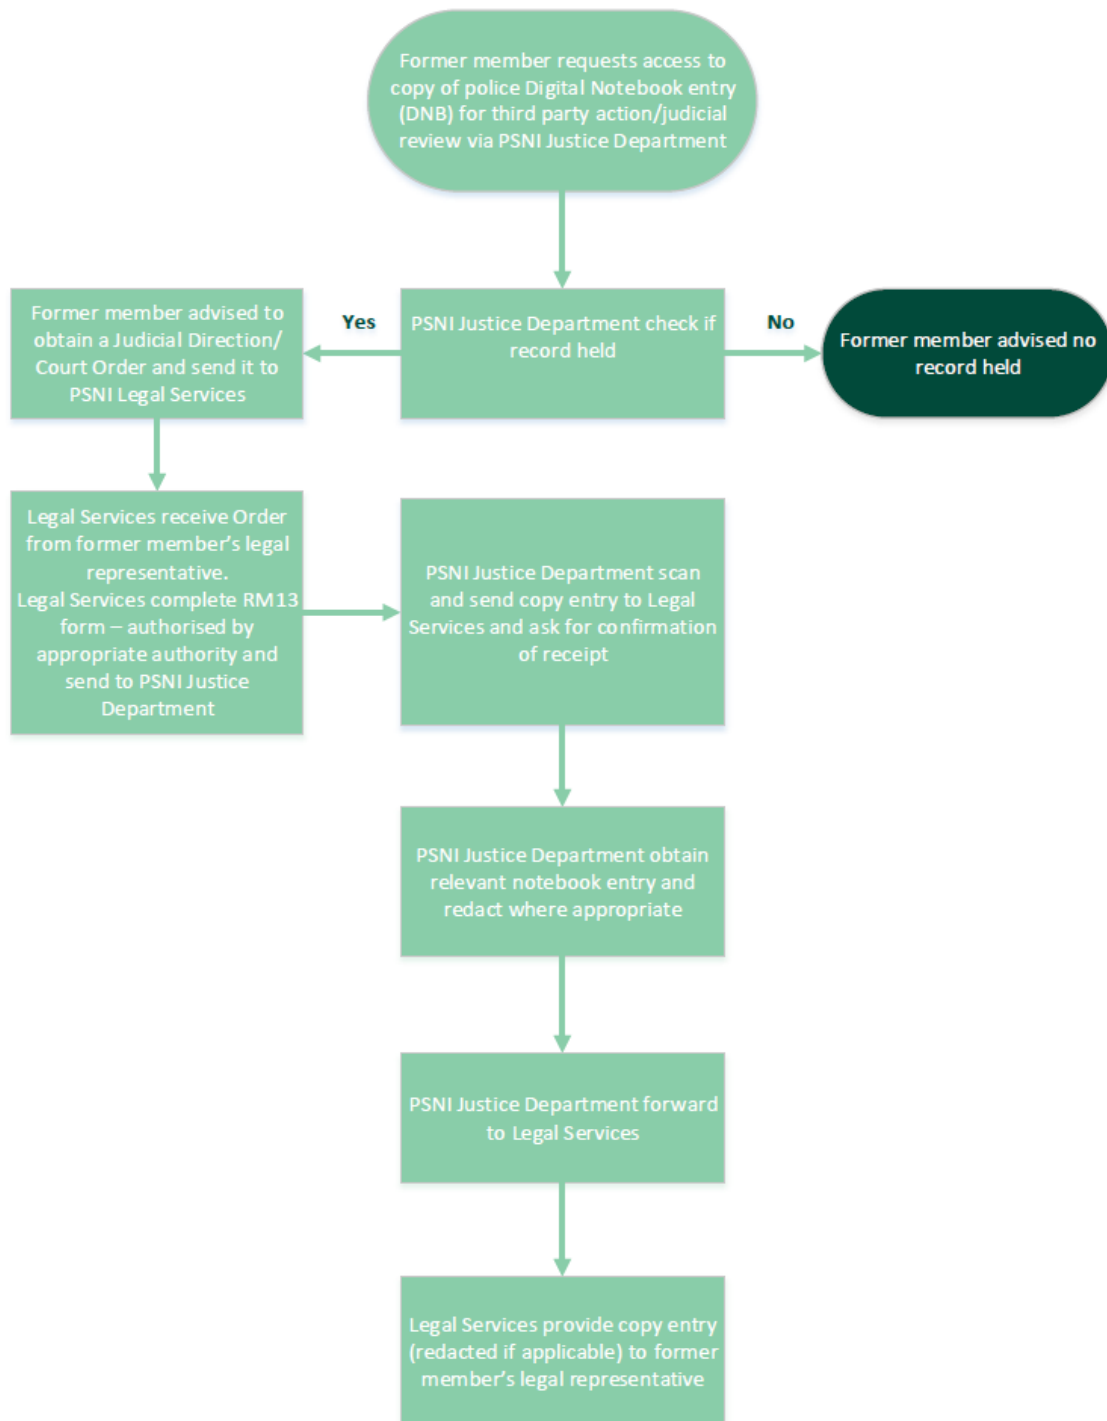 Former member requests access to
copy of police Digital Notebook entry
(DNB) for third party action/judicial
review via PSNI Justice Department
Former member advised to
obtain a Judicial Direction/
Court Order and send it to
PSNI Legal Services
Yes
PSNI Justice Department check if
record held
No
Former member advised no
record held
Legal Services receive Order
from former member’s legal
representative.
Legal Services complete RM13
form – authorised by
appropriate authority and
send to PSNI Justice
Department
PSNI Justice Department scan
and send copy entry to Legal
Services and ask for confirmation
of receipt
PSNI Justice Department obtain
relevant notebook entry and
redact where appropriate
PSNI Justice Department forward
to Legal Services
Legal Services provide copy entry
(redacted if applicable) to former
member’s legal representative